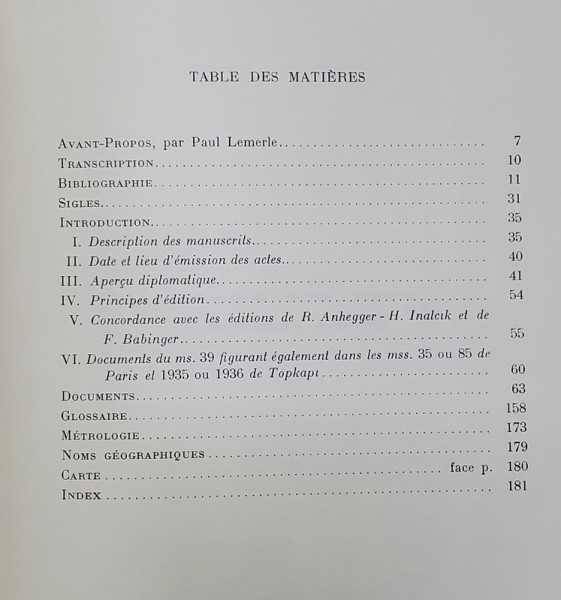 TABLE DES MATIÈRES
AVANT-PROPOS, par Paul Lemerle.............................. 7
TRANSCRIPTION.............................. 10
BIBLIOGRAPHIE.............................. 11
SIGLES.............................. 31
INTRODUCTION.............................. 35
I. Description des manuscrits.............................. 35
II. Date et lieu d'émission des actes.............................. 40
III. Aperçu diplomatique.............................. 41
IV. Principes d'édition.............................. 54
V. Concordance avec les éditions de R. Anhegger - H. Inalcık et de
F. Babinger.............................. 55
VI. Documents du ms. 39 figurant également dans les mss. 35 ou 85 de
Paris et 1935 ou 1936 de Topkapı.............................. 60
DOCUMENTS.............................. 63
GLOSSAIRE.............................. 158
MÉTROLOGIE.............................. 173
NOMS GÉOGRAPHIQUES.............................. 179
CARTE.............................. face p. 180
INDEX.............................. 181